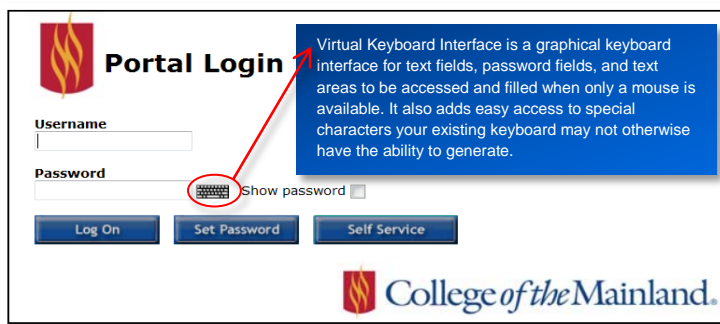 Portal Login
Virtual Keyboard Interface is a graphical keyboard
interface for text fields, password fields, and text
areas to be accessed and filled when only a mouse is
available. It also adds easy access to special
characters your existing keyboard may not otherwise
have the ability to generate.
Username
Password
Show password
Log On Set Password Self Service
College of the Mainland.